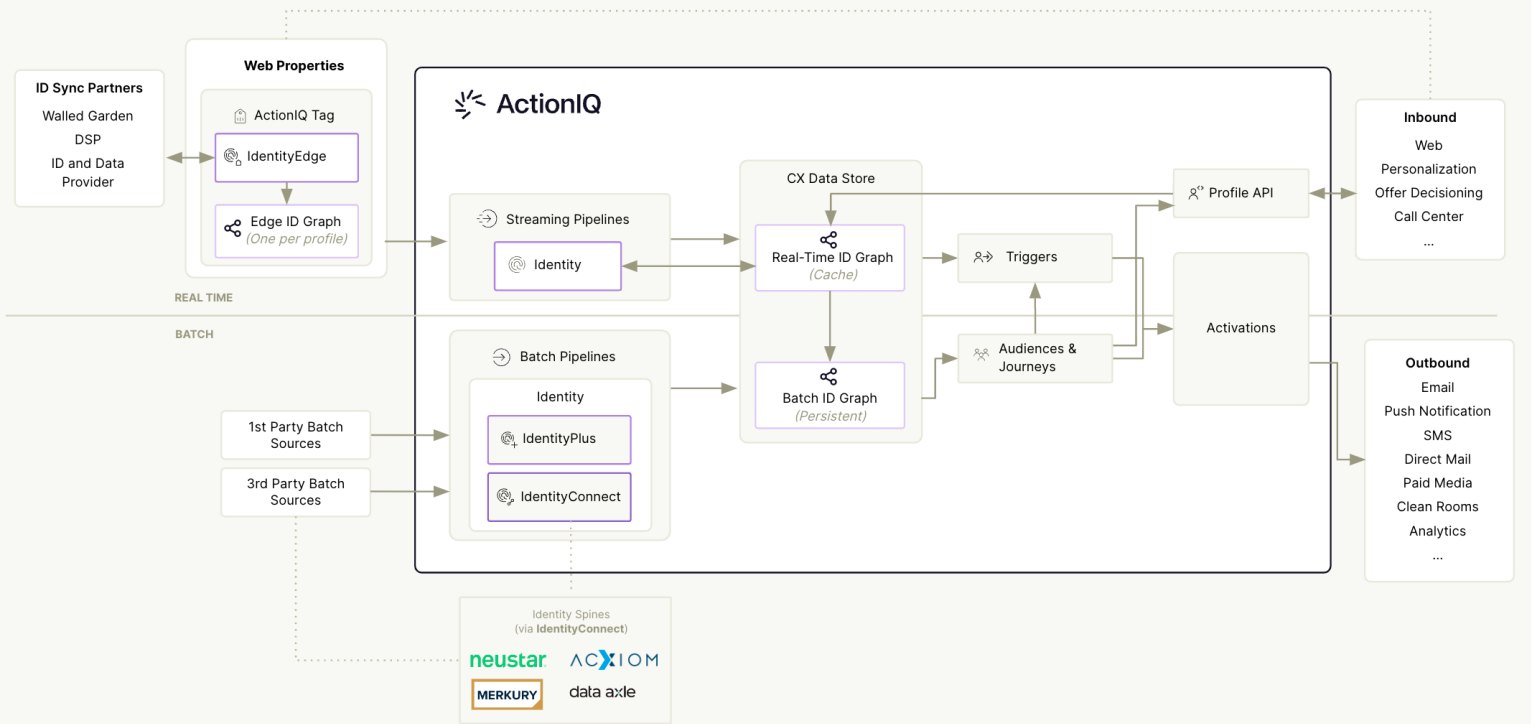 Web Properties
ID Sync Partners
Walled Garden
DSP
ID and Data
Provider
ActionIQ Tag
IdentityEdge
Edge ID Graph
(One per profile)
REAL TIME
BATCH
1st Party Batch
Sources
3rd Party Batch
Sources
ActionIQ
Streaming Pipelines
Identity
Batch Pipelines
Identity
IdentityPlus
IdentityConnect
CX Data Store
Real-Time ID Graph
(Cache)
Batch ID Graph
(Persistent)
Triggers
Audiences &
Journeys
Profile API
Activations
Inbound
Web
Personalization
Offer Decisioning
Call Center
...
Outbound
Email
Push Notification
SMS
Direct Mail
Paid Media
Clean Rooms
Analytics
...
Identity Spines
(via IdentityConnect)
neustar
ACXIOM
MERKURY
data axle